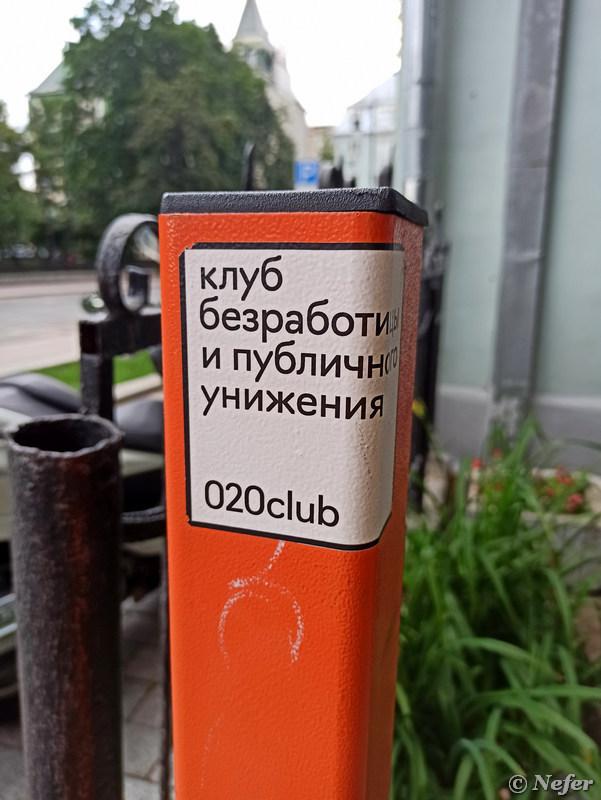 клуб
безработицы
и публичного
унижения
020club
© Nefer